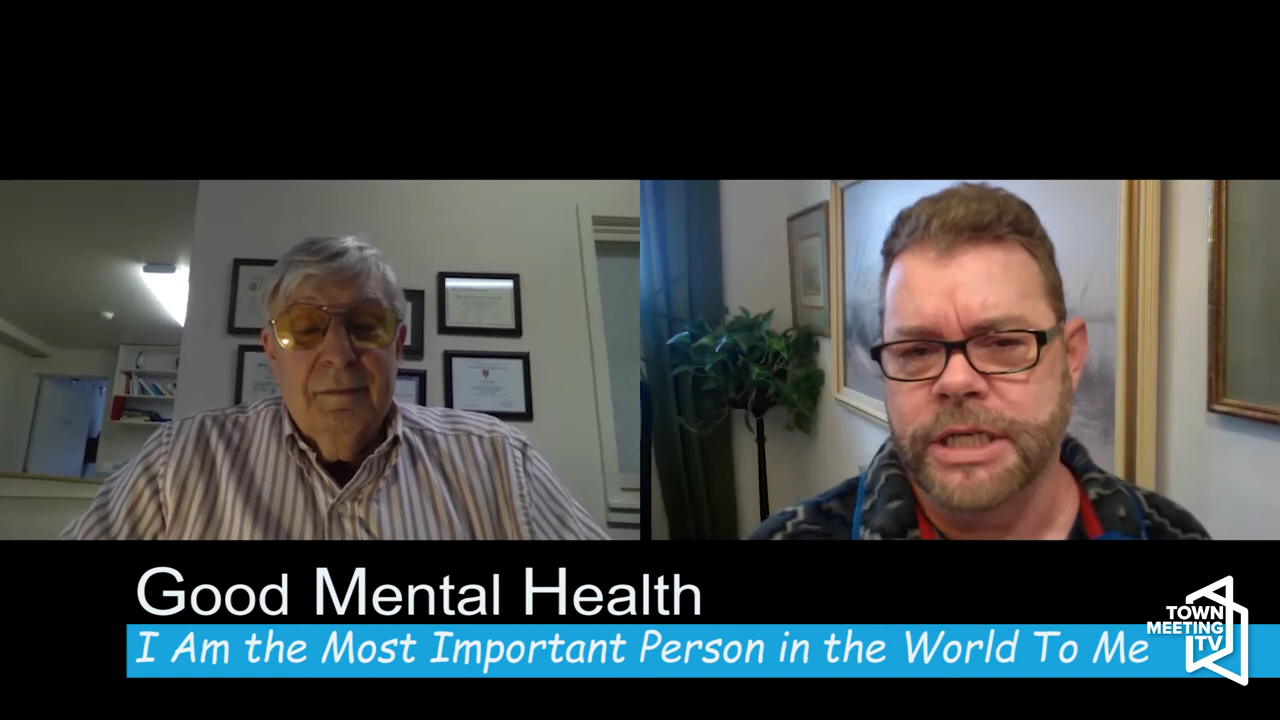 Good Mental Health
I Am the Most Important Person in the World To Me
TOWN
MEETING
TV